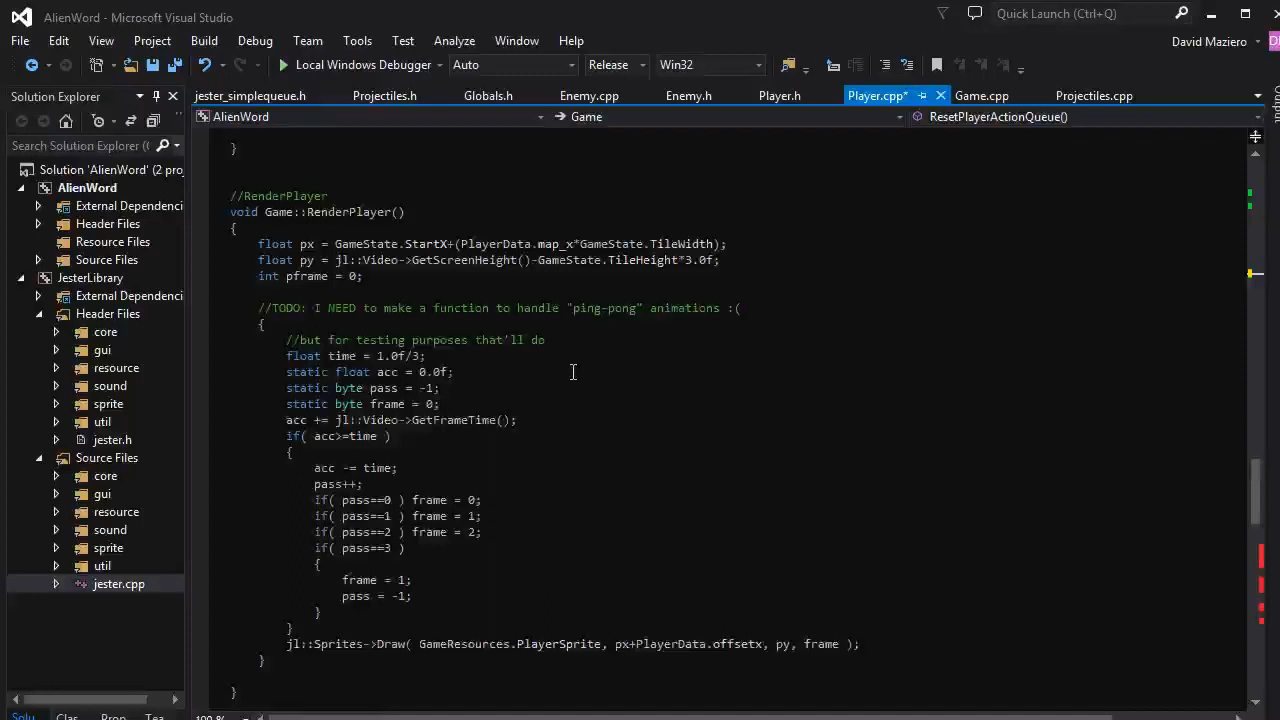 AlienWord - Microsoft Visual Studio
Quick Launch (Ctrl+Q)
File Edit View Project Build Debug Team Tools Test Analyze Window Help
David Maziero
Local Windows Debugger Auto Release Win32
Solution Explorer
jester_simplequeue.h Projectiles.h Globals.h Enemy.cpp Enemy.h Player.h Player.cpp* Game.cpp Projectiles.cpp
AlienWord Game ResetPlayerActionQueue()
Search Solution Explorer (
Solution 'AlienWord' (2 proj
AlienWord
External Dependenci
Header Files
Resource Files
Source Files
JesterLibrary
External Dependenci
Header Files
core
gui
resource
sound
sprite
util
jester.h
Source Files
core
gui
resource
sound
sprite
util
jester.cpp
Solu Clas Prop Tea
}
//RenderPlayer
void Game::RenderPlayer()
{
float px = GameState.StartX+(PlayerData.map_x*GameState.TileWidth);
float py = jl::Video->GetScreenHeight()-GameState.TileHeight*3.0f;
int pframe = 0;
//TODO: I NEED to make a function to handle "ping-pong" animations :(
{
//but for testing purposes that'll do
float time = 1.0f/3;
static float acc = 0.0f;
static byte pass = -1;
static byte frame = 0;
acc += jl::Video->GetFrameTime();
if( acc>=time )
{
acc -= time;
pass++;
if( pass==0 ) frame = 0;
if( pass==1 ) frame = 1;
if( pass==2 ) frame = 2;
if( pass==3 )
{
frame = 1;
pass = -1;
}
}
jl::Sprites->Draw( GameResources.PlayerSprite, px+PlayerData.offsetx, py, frame );
}
}
100 %
Output